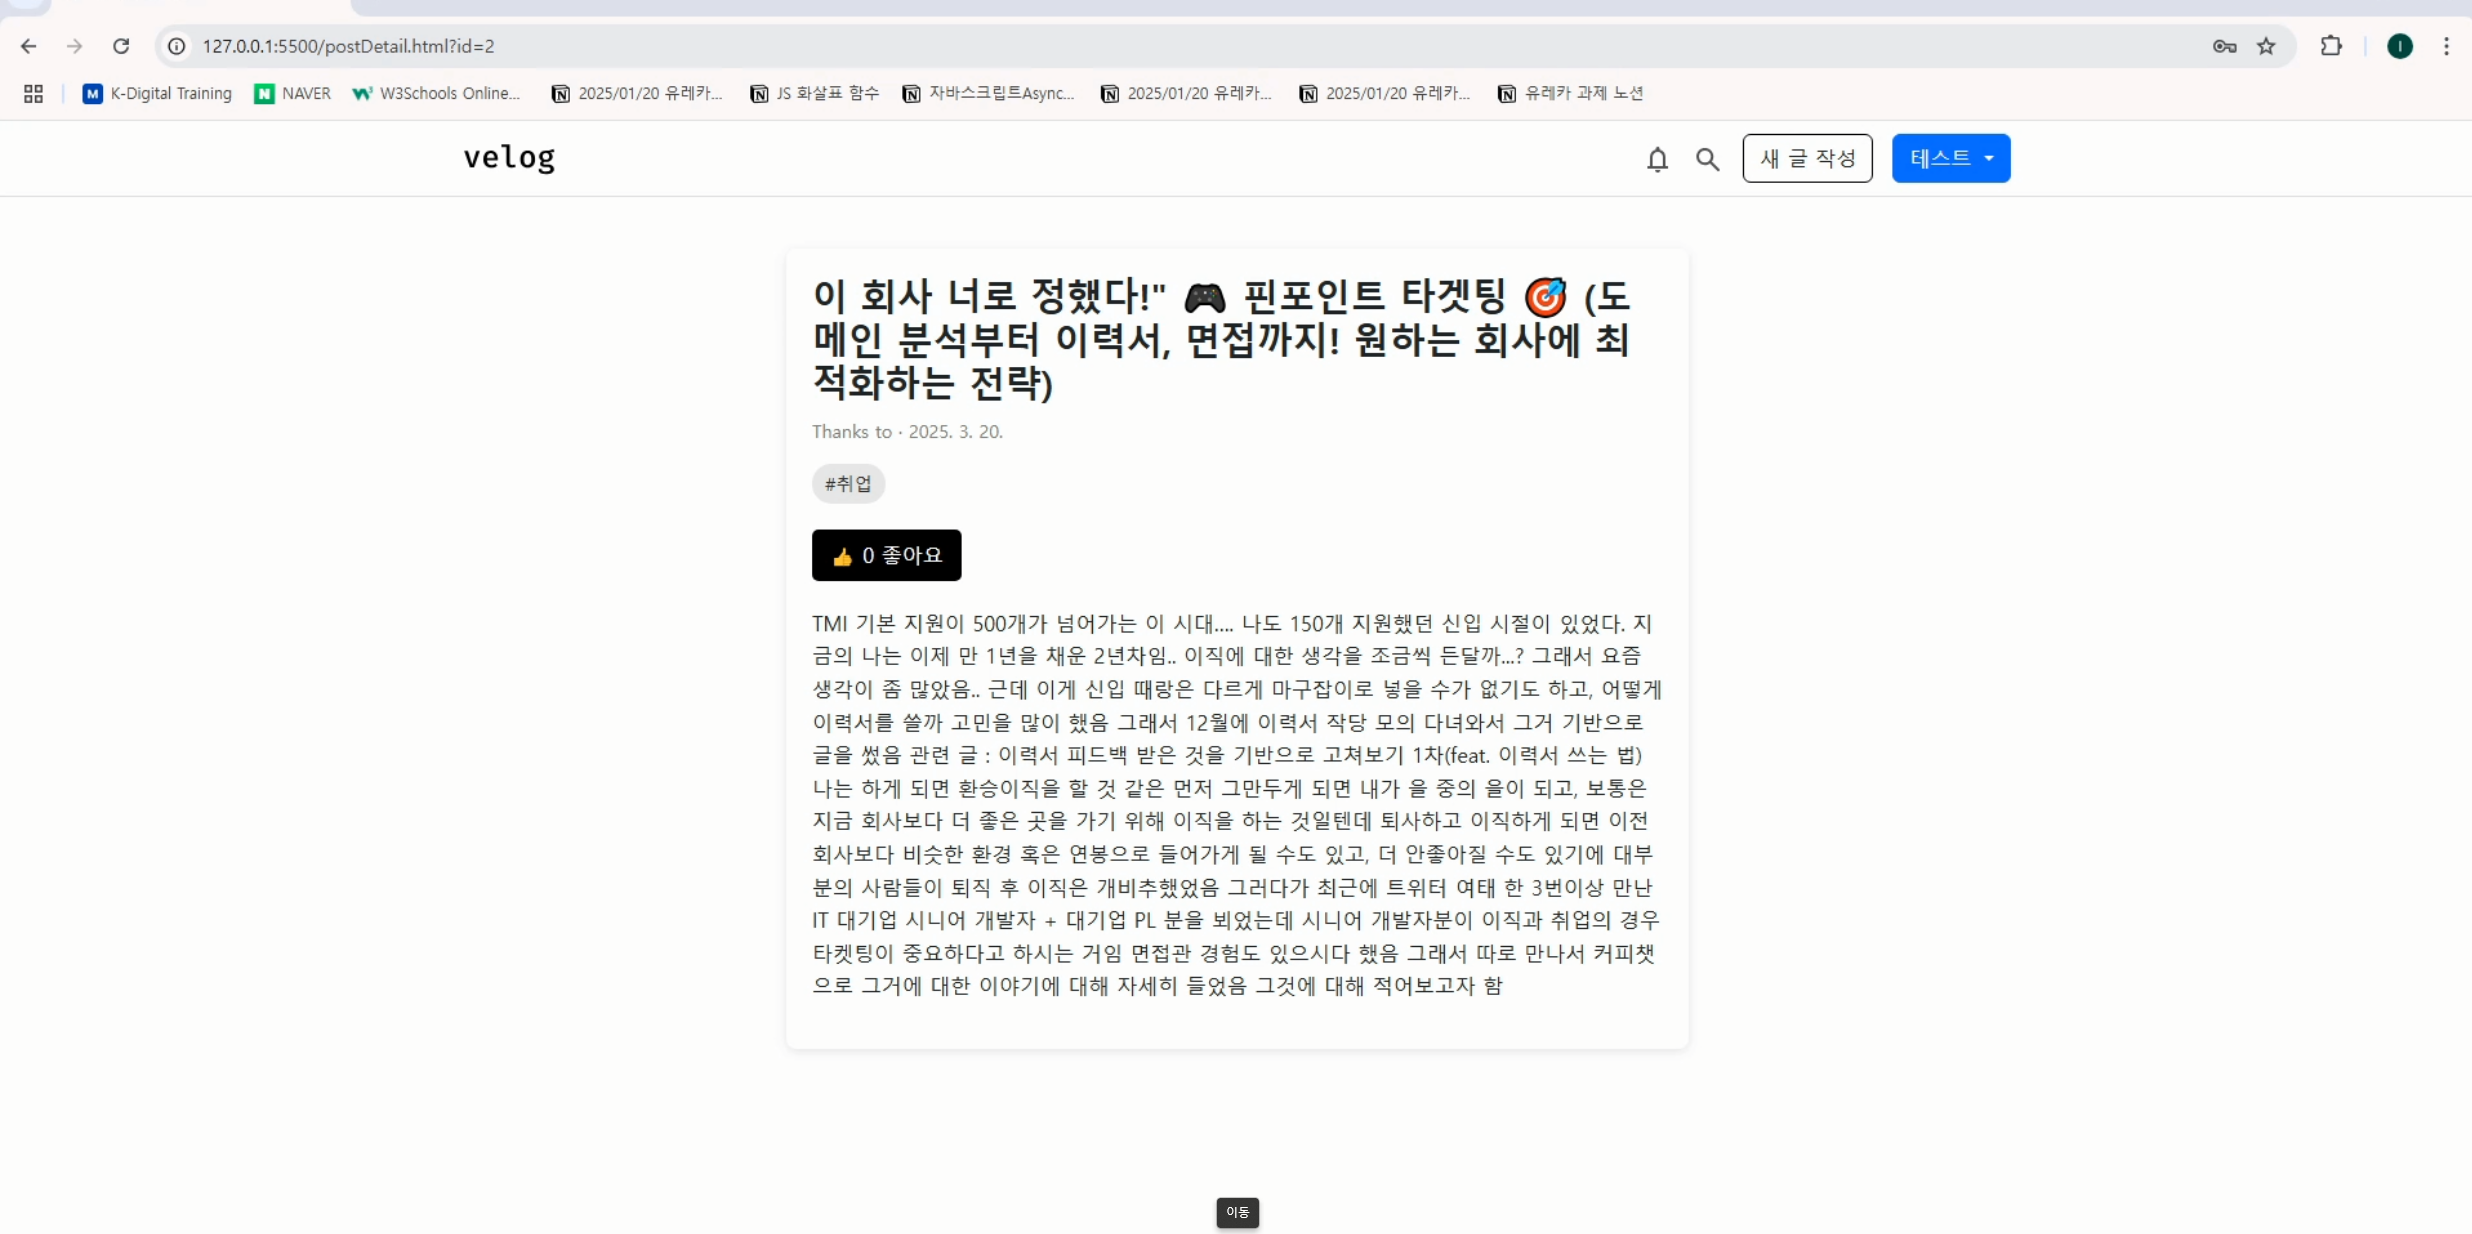 127.0.0.1:5500/postDetail.html?id=2
K-Digital Training NAVER W3Schools Online... 2025/01/20 유레카... JS 화살표 함수 자바스크립트Async... 2025/01/20 유레카... 2025/01/20 유레카... 유레카 과제 노션
velog 새 글 작성 테스트
이 회사 너로 정했다!" 🎮 핀포인트 타겟팅 🎯 (도
메인 분석부터 이력서, 면접까지! 원하는 회사에 최
적화하는 전략)
Thanks to · 2025. 3. 20.
#취업
👍 0 좋아요
TMI 기본 지원이 500개가 넘어가는 이 시대.... 나도 150개 지원했던 신입 시절이 있었다. 지
금의 나는 이제 만 1년을 채운 2년차임.. 이직에 대한 생각을 조금씩 든달까...? 그래서 요즘
생각이 좀 많았음.. 근데 이게 신입 때랑은 다르게 마구잡이로 넣을 수가 없기도 하고, 어떻게
이력서를 쓸까 고민을 많이 했음 그래서 12월에 이력서 작당 모의 다녀와서 그거 기반으로
글을 썼음 관련 글 : 이력서 피드백 받은 것을 기반으로 고쳐보기 1차(feat. 이력서 쓰는 법)
나는 하게 되면 환승이직을 할 것 같은 먼저 그만두게 되면 내가 을 중의 을이 되고, 보통은
지금 회사보다 더 좋은 곳을 가기 위해 이직을 하는 것일텐데 퇴사하고 이직하게 되면 이전
회사보다 비슷한 환경 혹은 연봉으로 들어가게 될 수도 있고, 더 안좋아질 수도 있기에 대부
분의 사람들이 퇴직 후 이직은 개비추했었음 그러다가 최근에 트위터 여태 한 3번이상 만난
IT 대기업 시니어 개발자 + 대기업 PL 분을 뵈었는데 시니어 개발자분이 이직과 취업의 경우
타켓팅이 중요하다고 하시는 거임 면접관 경험도 있으시다 했음 그래서 따로 만나서 커피챗
으로 그거에 대한 이야기에 대해 자세히 들었음 그것에 대해 적어보고자 함
이동